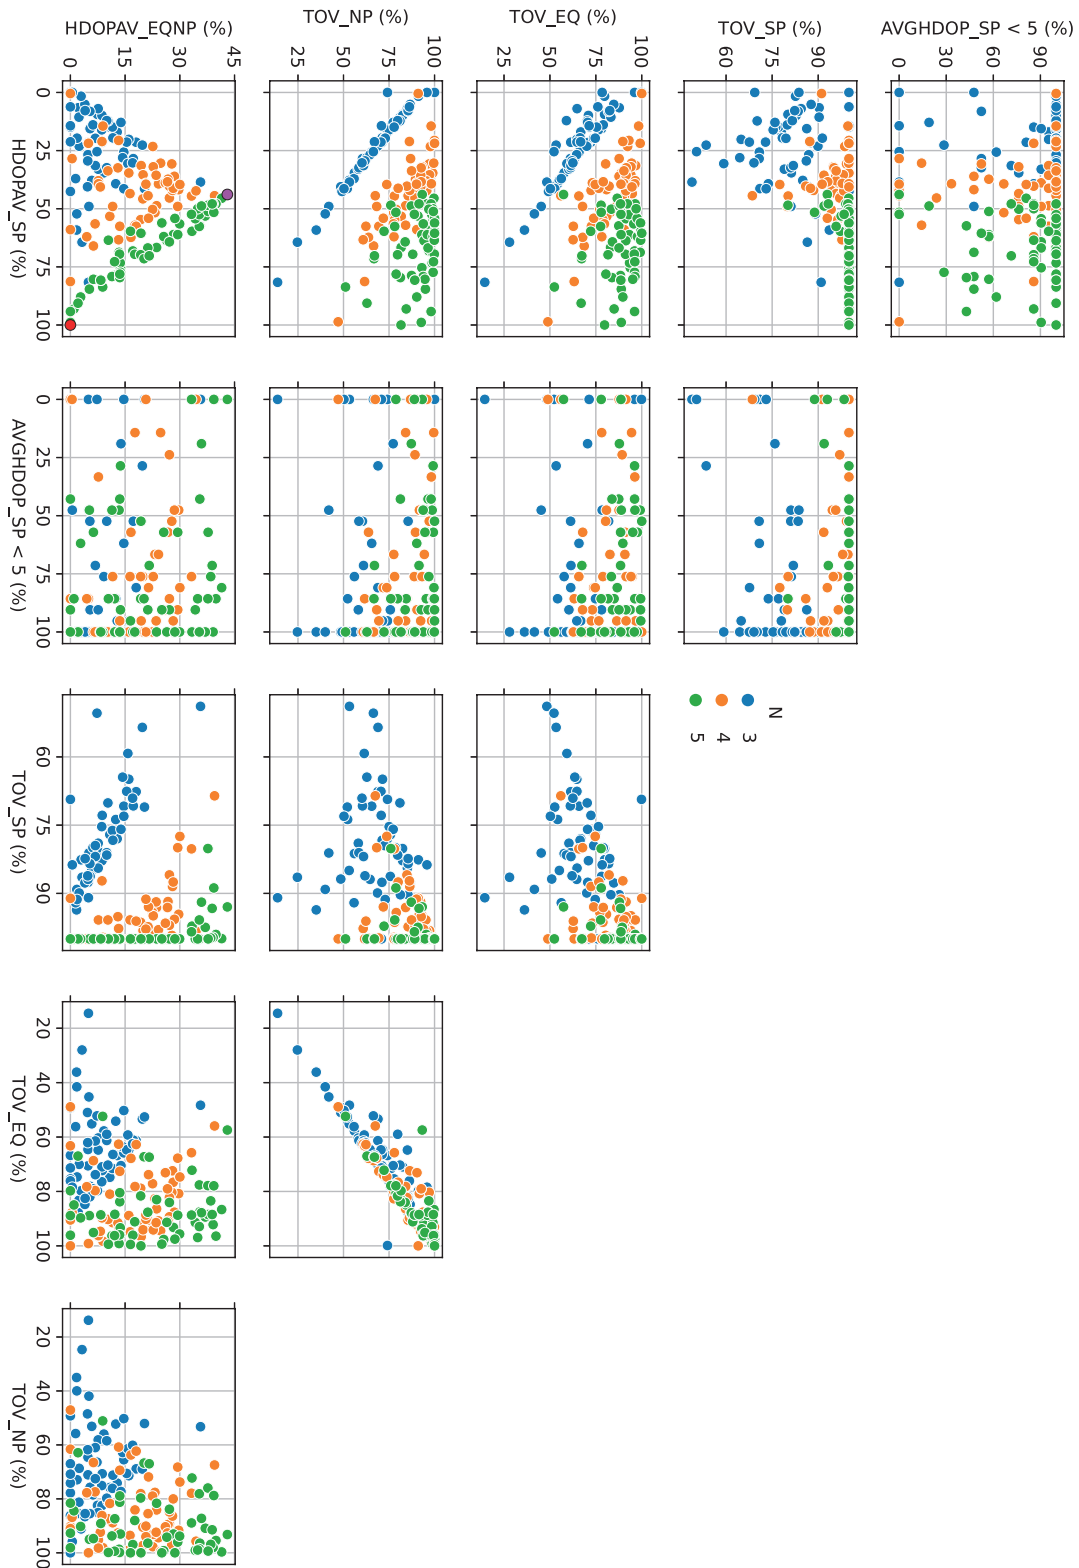 HDOPAV_EQNP (%)
0 15 30 45
TOV_NP (%)
25 50 75 100
TOV_EQ (%)
25 50 75 100
TOV_SP (%)
60 75 90
AVGHDOP_SP < 5 (%)
0 30 60 90
0 25 50 75 100
HDOPAV_SP (%)
0 25 50 75 100
AVGHDOP_SP < 5 (%)
N
3
4
5
60 75 90
TOV_SP (%)
20 40 60 80 100
TOV_EQ (%)
20 40 60 80 100
TOV_NP (%)